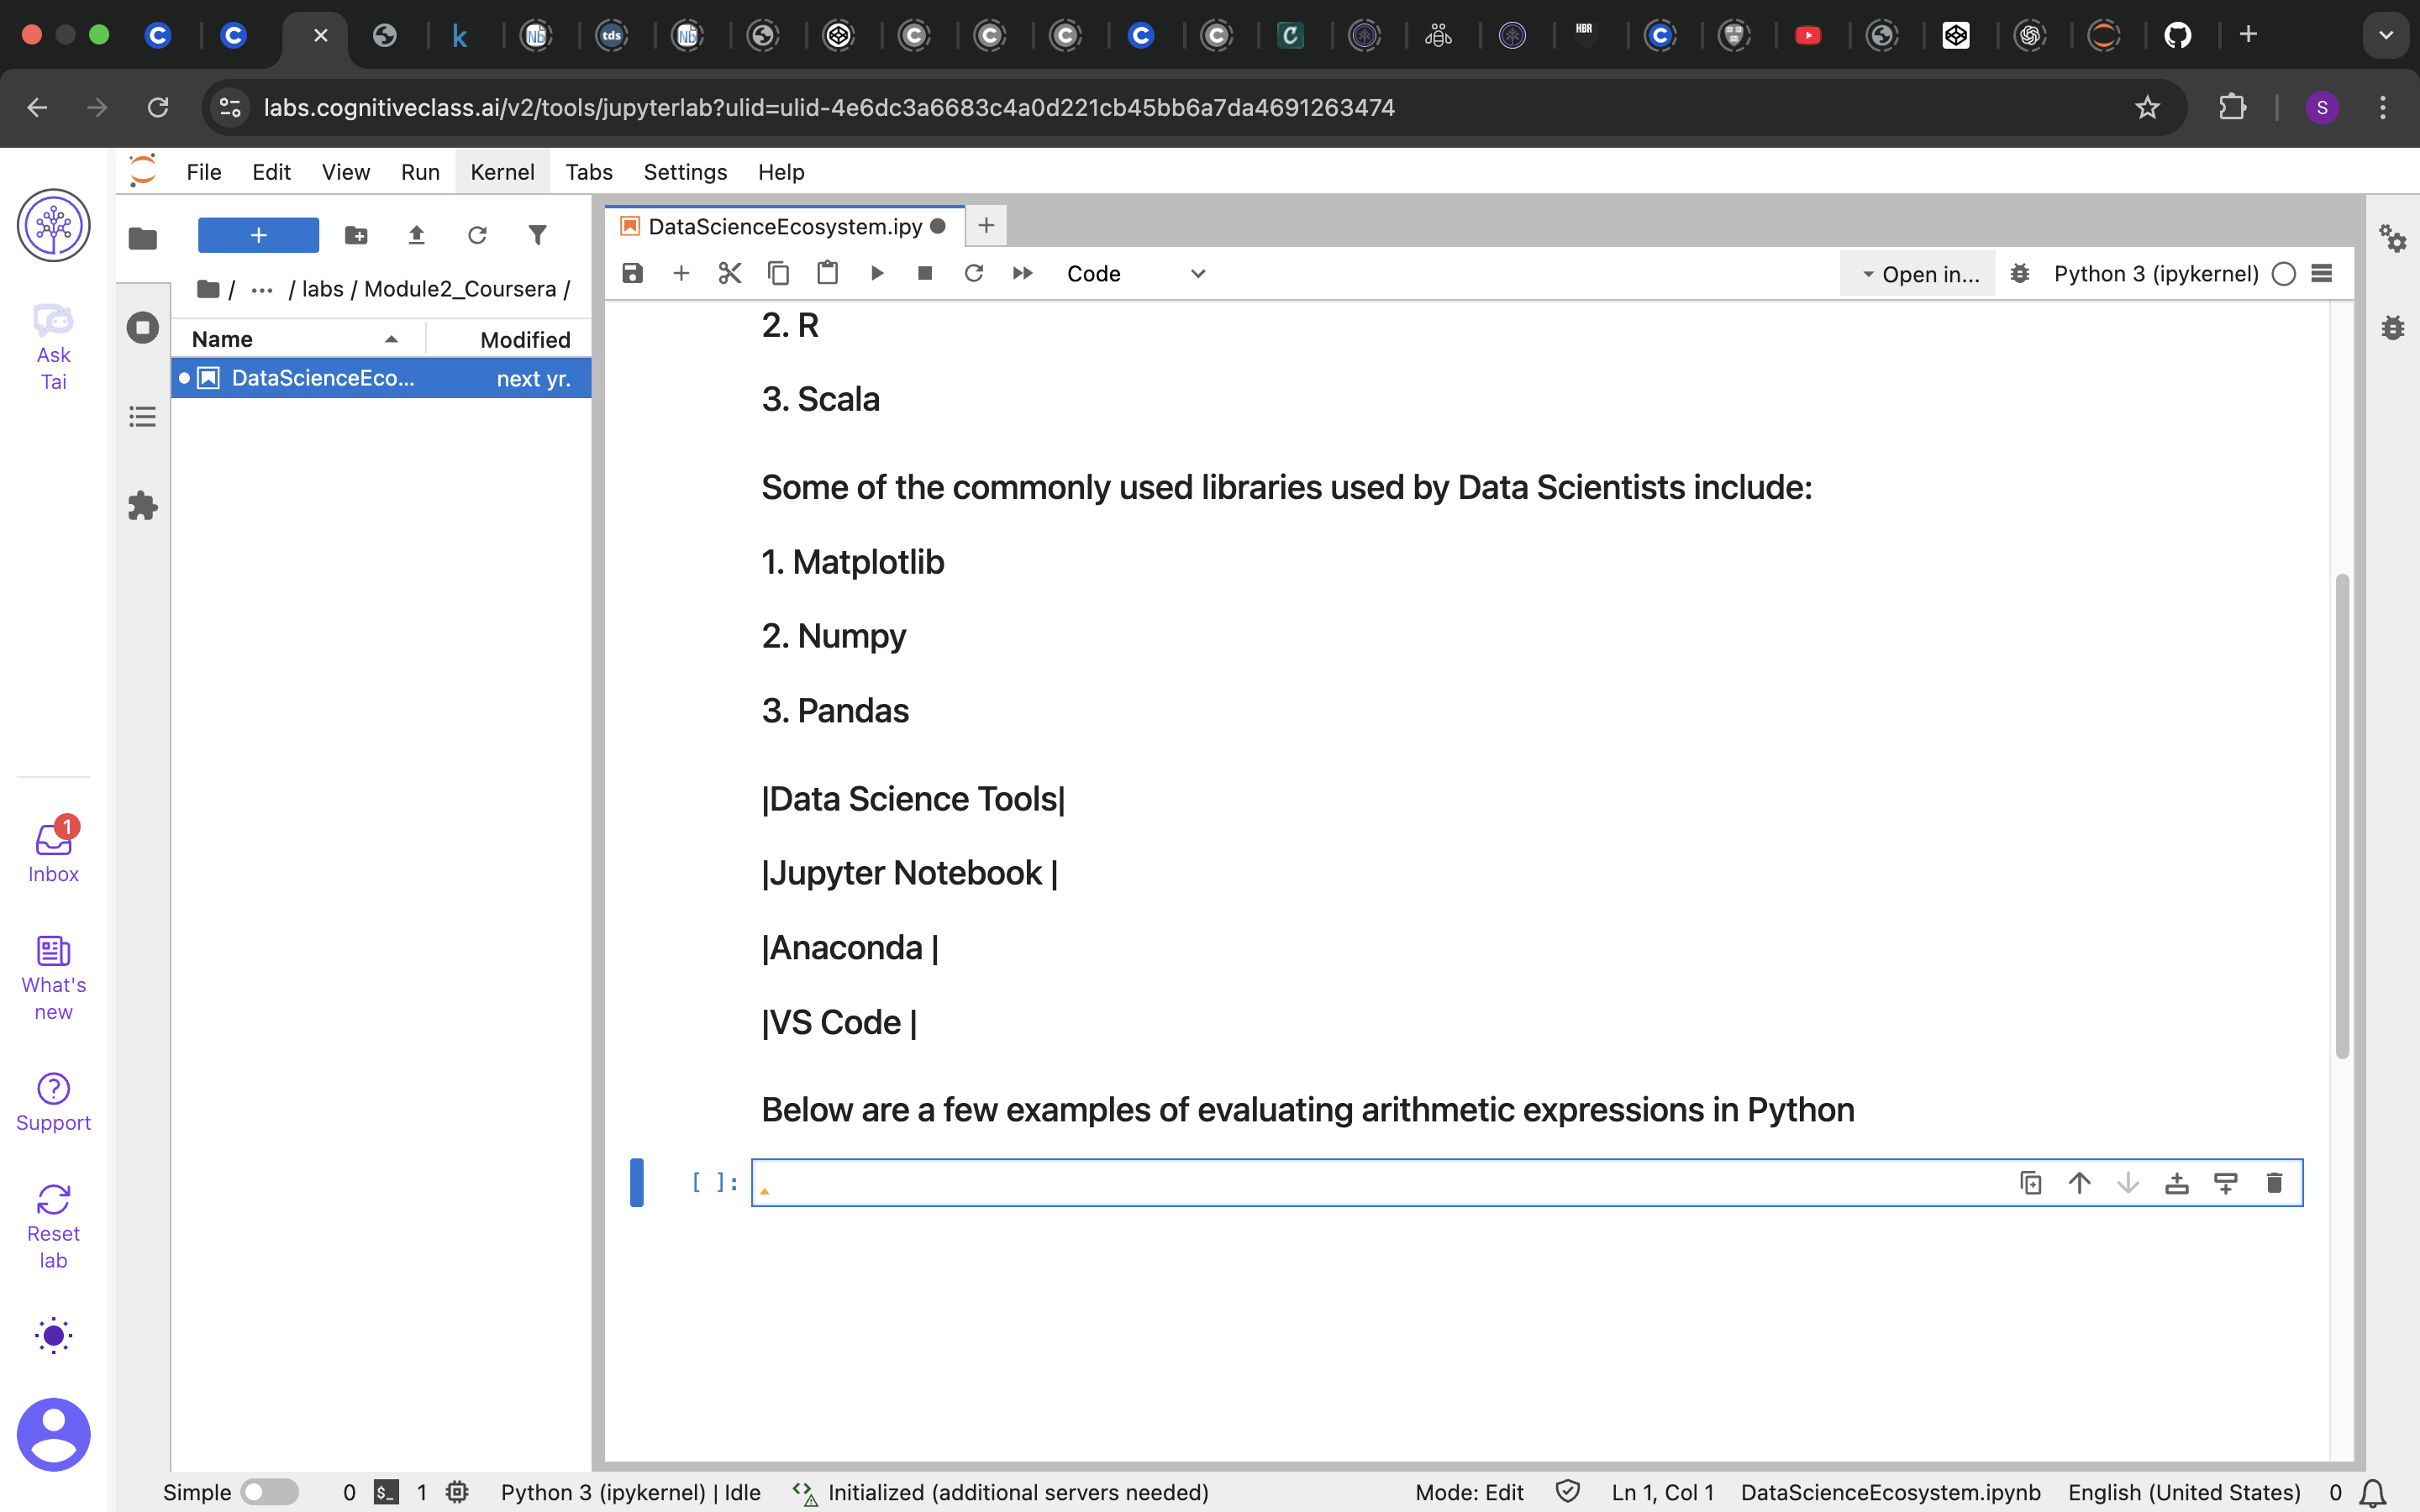 k
Nb
tds
Nb
HBR
labs.cognitiveclass.ai/v2/tools/jupyterlab?ulid=ulid-4e6dc3a6683c4a0d221cb45bb6a7da4691263474
S
File Edit View Run Kernel Tabs Settings Help
DataScienceEcosystem.ipy
/ ... / labs / Module2_Coursera /
Code
Open in...
Python 3 (ipykernel)
Name Modified
DataScienceEco... next yr.
Ask
Tai
2. R
3. Scala
Some of the commonly used libraries used by Data Scientists include:
1. Matplotlib
2. Numpy
3. Pandas
|Data Science Tools|
|Jupyter Notebook |
|Anaconda |
|VS Code |
Below are a few examples of evaluating arithmetic expressions in Python
[ ]:
1
Inbox
What's
new
Support
Reset
lab
Simple 0 $_ 1 Python 3 (ipykernel) | Idle Initialized (additional servers needed) Mode: Edit Ln 1, Col 1 DataScienceEcosystem.ipynb English (United States) 0